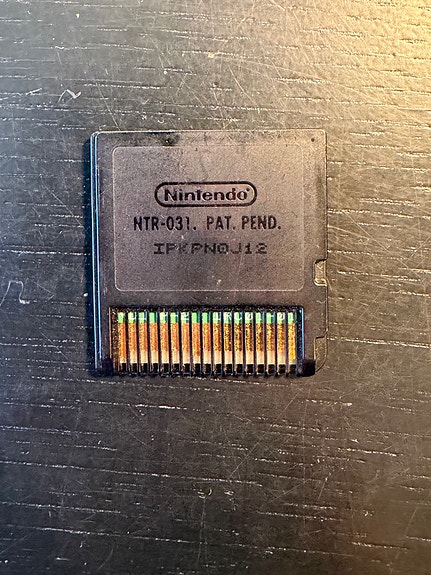 Nintendo®
NTR-031. PAT. PEND.
IPKPN0J12